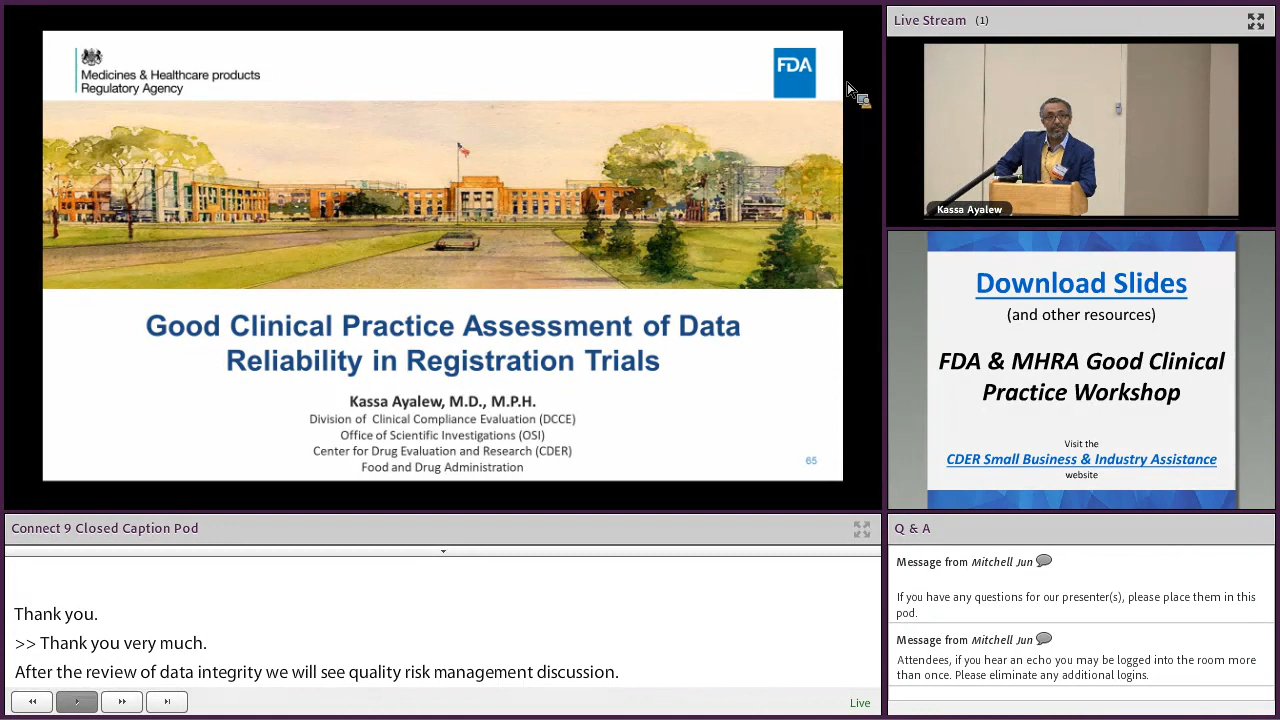 Medicines & Healthcare products
Regulatory Agency
FDA
Good Clinical Practice Assessment of Data
Reliability in Registration Trials
Kassa Ayalew, M.D., M.P.H.
Division of Clinical Compliance Evaluation (DCCE)
Office of Scientific Investigations (OSI)
Center for Drug Evaluation and Research (CDER)
Food and Drug Administration
65
Live Stream (1)
Kassa Ayalew
Download Slides
(and other resources)
FDA & MHRA Good Clinical
Practice Workshop
Visit the
CDER Small Business & Industry Assistance
website
Connect 9 Closed Caption Pod
Thank you.
>> Thank you very much.
After the review of data integrity we will see quality risk management discussion.
Live
Q & A
Message from Mitchell Jun
If you have any questions for our presenter(s), please place them in this
pod.
Message from Mitchell Jun
Attendees, if you hear an echo you may be logged into the room more
than once. Please eliminate any additional logins.